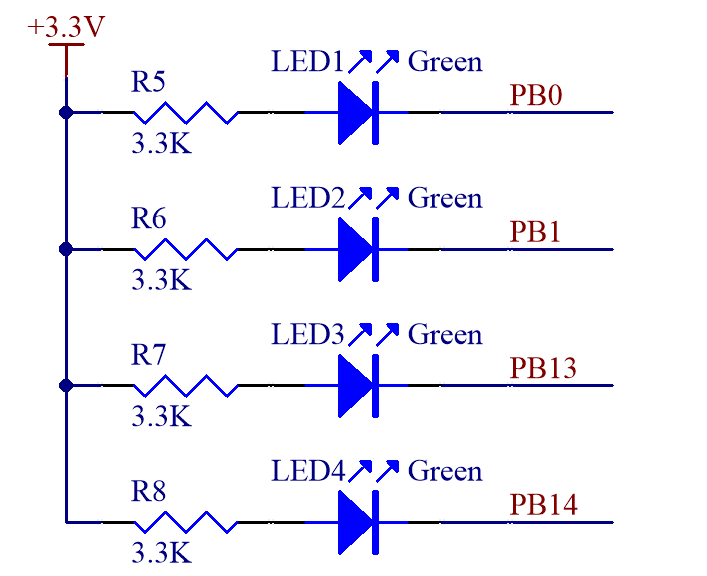 +3.3V
LED1 Green
R5
PB0
3.3K
LED2 Green
R6
PB1
3.3K
LED3 Green
R7
PB13
3.3K
LED4 Green
R8
PB14
3.3K